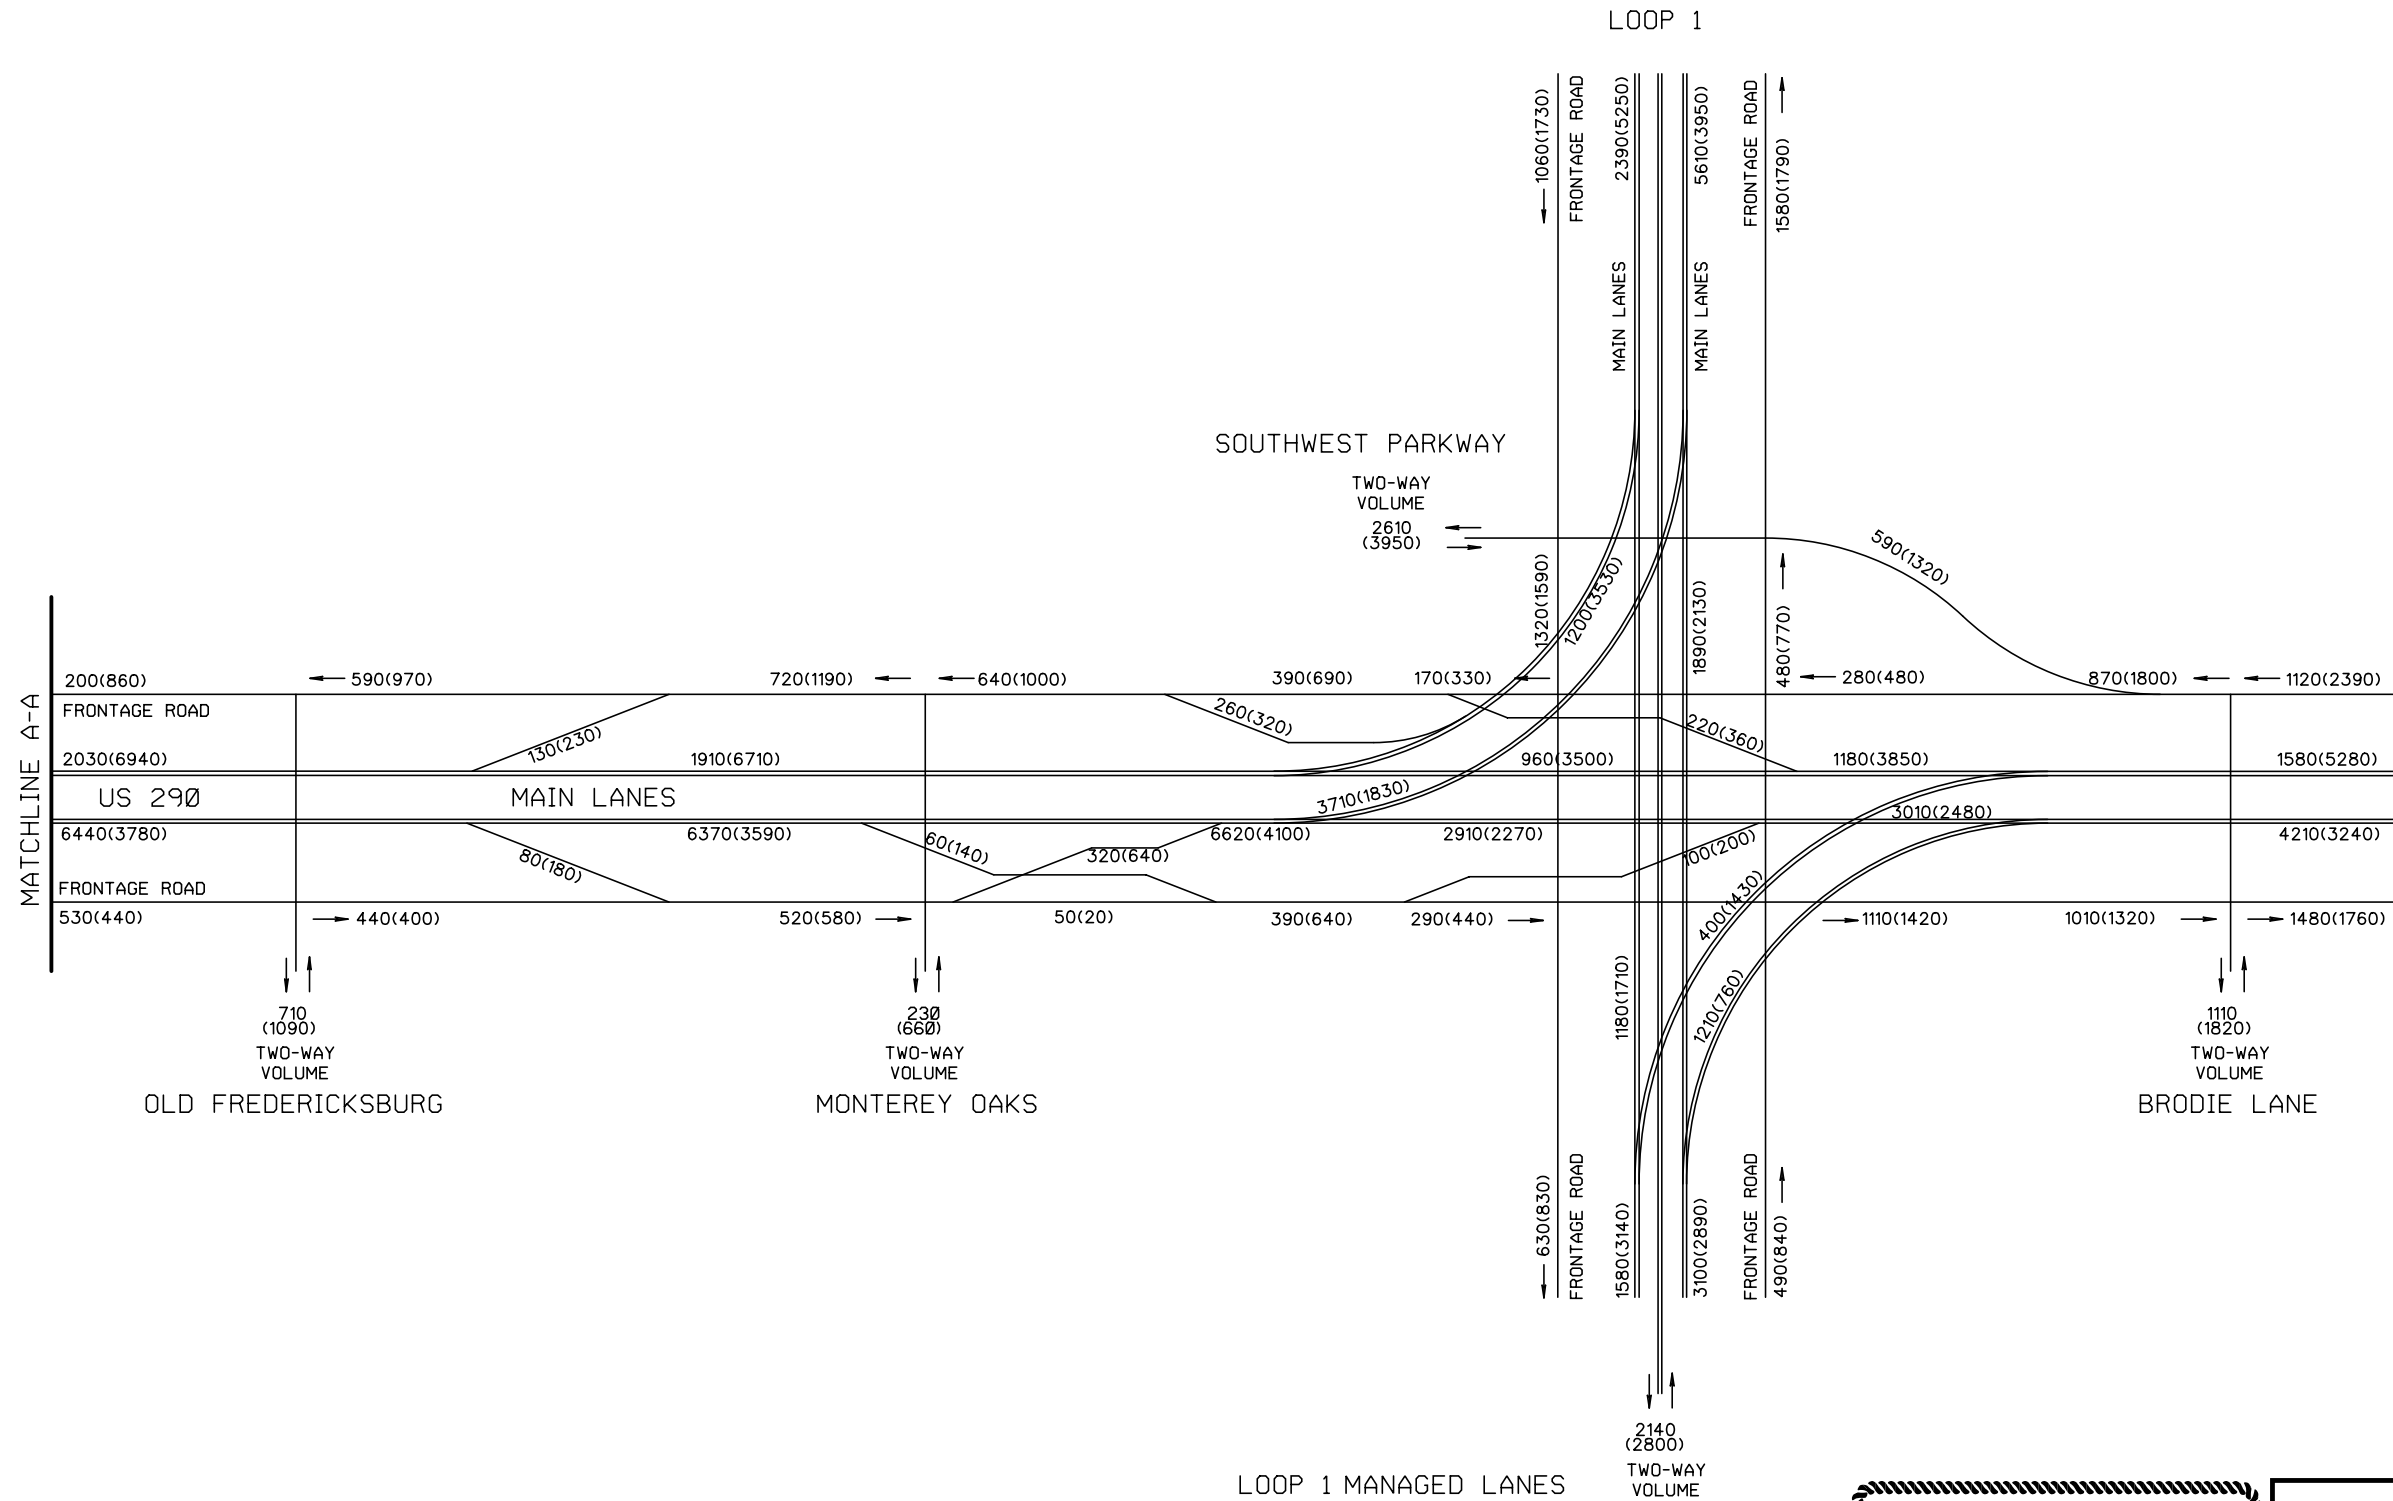 LOOP 1
1060(1730)
FRONTAGE ROAD
2390(5250)
5610(3950)
FRONTAGE ROAD
1580(1790)
MAIN LANES
MAIN LANES
SOUTHWEST PARKWAY
TWO-WAY
VOLUME
2610
(3950)
590(1320)
1320(1590)
1200(3530)
1890(2130)
480(770)
MATCHLINE A-A
200(860)
590(970)
720(1190)
640(1000)
390(690)
170(330)
280(480)
870(1800)
1120(2390)
FRONTAGE ROAD
130(230)
260(320)
220(360)
2030(6940)
1910(6710)
960(3500)
1180(3850)
1580(5280)
US 290
MAIN LANES
3710(1830)
3010(2480)
6440(3780)
6370(3590)
6620(4100)
2910(2270)
4210(3240)
80(180)
60(140)
320(640)
100(200)
FRONTAGE ROAD
400(1430)
530(440)
440(400)
520(580)
50(20)
390(640)
290(440)
1110(1420)
1010(1320)
1480(1760)
1180(1710)
1210(760)
710
(1090)
TWO-WAY
VOLUME
OLD FREDERICKSBURG
230
(660)
TWO-WAY
VOLUME
MONTEREY OAKS
1110
(1820)
TWO-WAY
VOLUME
BRODIE LANE
630(830)
FRONTAGE ROAD
1580(3140)
3100(2890)
FRONTAGE ROAD
490(840)
2140
(2800)
TWO-WAY
VOLUME
LOOP 1 MANAGED LANES